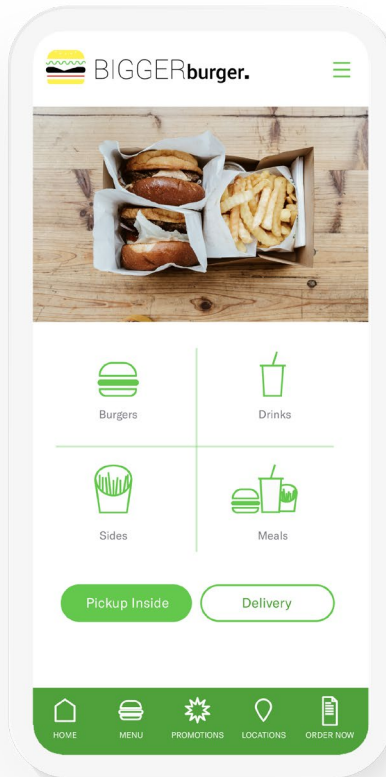 BIGGERburger.
Burgers
Drinks
Sides
Meals
Pickup Inside
Delivery
HOME
MENU
PROMOTIONS
LOCATIONS
ORDER NOW